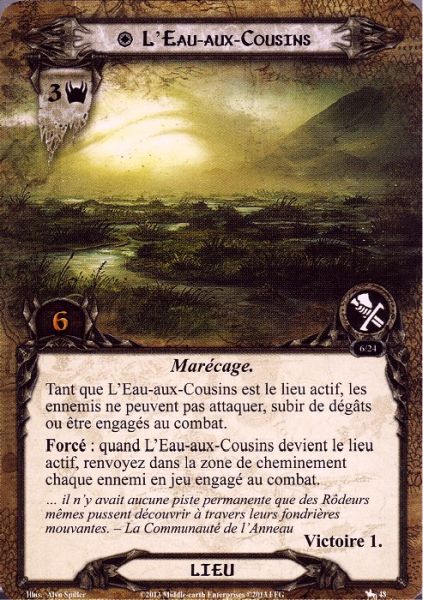 L'Eau-aux-Cousins
3
6
6/24
Marécage.
Tant que L'Eau-aux-Cousins est le lieu actif, les
ennemis ne peuvent pas attaquer, subir de dégâts
ou être engagés au combat.
Forcé : quand L'Eau-aux-Cousins devient le lieu
actif, renvoyez dans la zone de cheminement
chaque ennemi en jeu engagé au combat.
... il n'y avait aucune piste permanente que des Rôdeurs
mêmes pussent découvrir à travers leurs fondrières
mouvantes. – La Communauté de l'Anneau
Victoire 1.
LIEU
Illus. Alvo Spiller ©2013 Middle-earth Enterprises ©2013 FFG 48